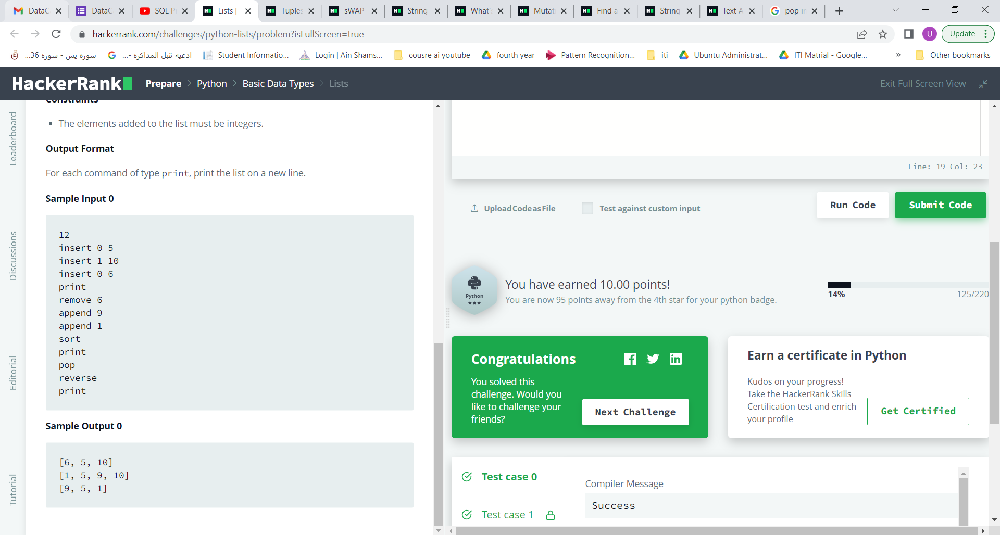 DataC
DataC
SQL P
Lists |
Tuples
sWAP
String
What'
Mutat
Find a
String
Text A
pop in
hackerrank.com/challenges/python-lists/problem?isFullScreen=true
U
Update
سورة يس - سورة 36...
ادعيه قبل المذاكره -...
Student Informatio...
Login | Ain Shams...
cousre ai youtube
fourth year
Pattern Recognition...
iti
Ubuntu Administrat...
ITI Matrial - Google...
»
Other bookmarks
HackerRank
Prepare > Python > Basic Data Types > Lists
Exit Full Screen View
Leaderboard
Discussions
Editorial
Tutorial
Constraints
• The elements added to the list must be integers.
Output Format
For each command of type print, print the list on a new line.
Sample Input 0
12
insert 0 5
insert 1 10
insert 0 6
print
remove 6
append 9
append 1
sort
print
pop
reverse
print
Sample Output 0
[6, 5, 10]
[1, 5, 9, 10]
[9, 5, 1]
Line: 19 Col: 23
Upload Code as File
Test against custom input
Run Code
Submit Code
Python
You have earned 10.00 points!
You are now 95 points away from the 4th star for your python badge.
14%
125/220
Congratulations
You solved this
challenge. Would you
like to challenge your
friends?
Next Challenge
Earn a certificate in Python
Kudos on your progress!
Take the HackerRank Skills
Certification test and enrich
your profile
Get Certified
Test case 0
Test case 1
Compiler Message
Success